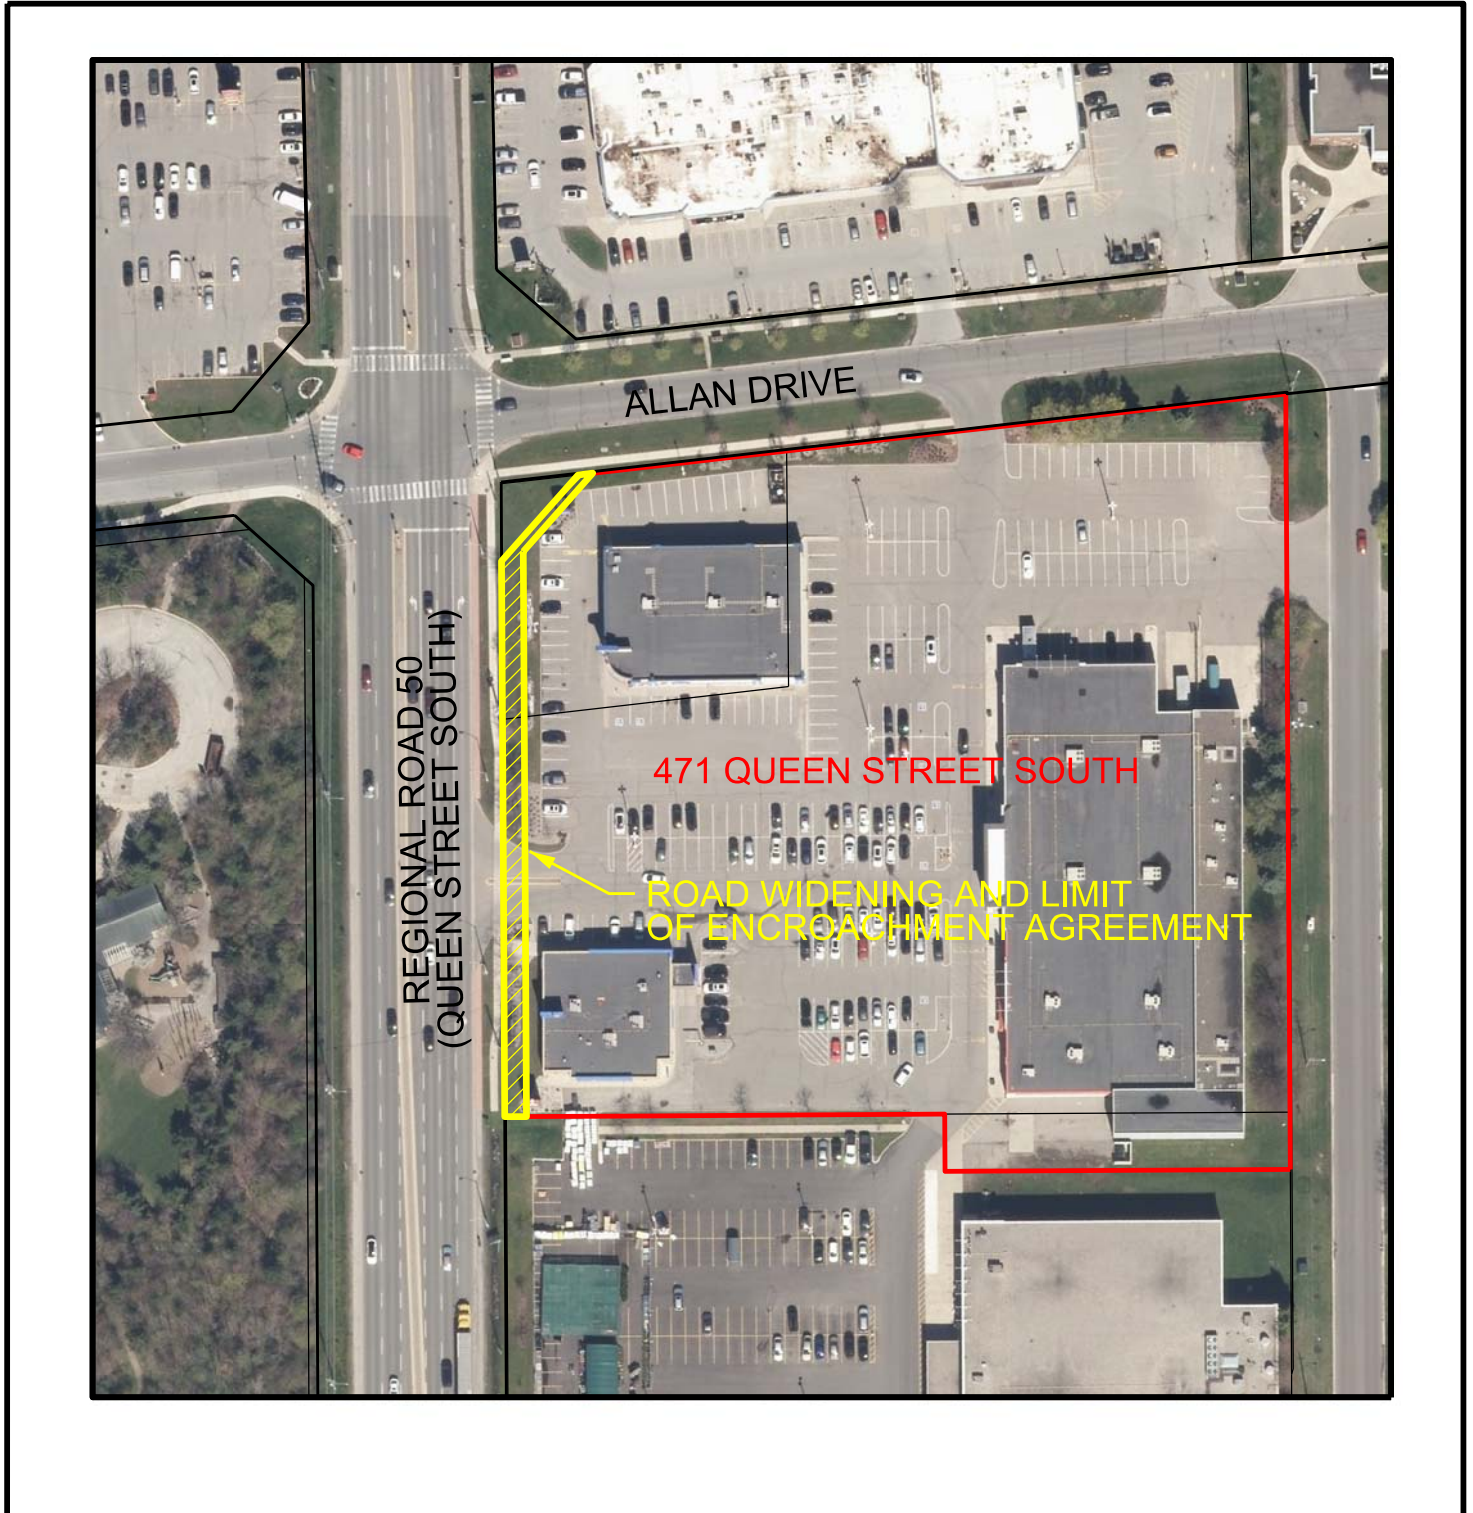 ALLAN DRIVE
REGIONAL ROAD 50
(QUEEN STREET SOUTH)
471 QUEEN STREET SOUTH
ROAD WIDENING AND LIMIT
OF ENCROACHMENT AGREEMENT